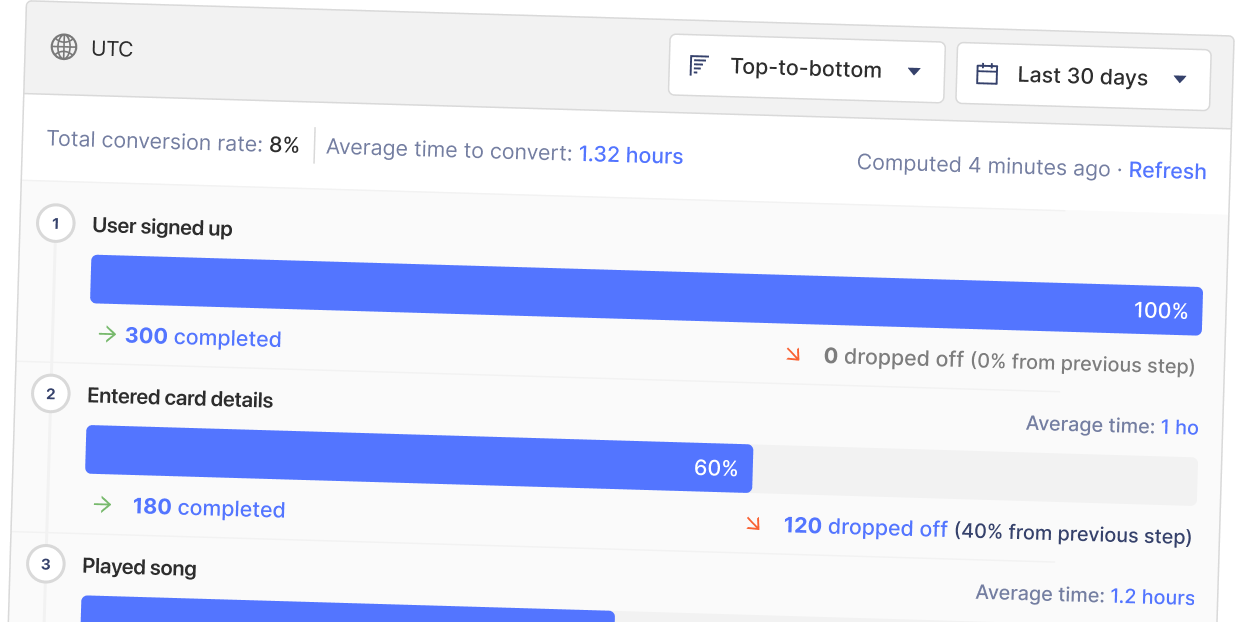 UTC
Top-to-bottom
Last 30 days
Total conversion rate: 8%
Average time to convert: 1.32 hours
Computed 4 minutes ago · Refresh
1
User signed up
100%
300 completed
0 dropped off (0% from previous step)
2
Entered card details
Average time: 1 ho
60%
180 completed
120 dropped off (40% from previous step)
3
Played song
Average time: 1.2 hours